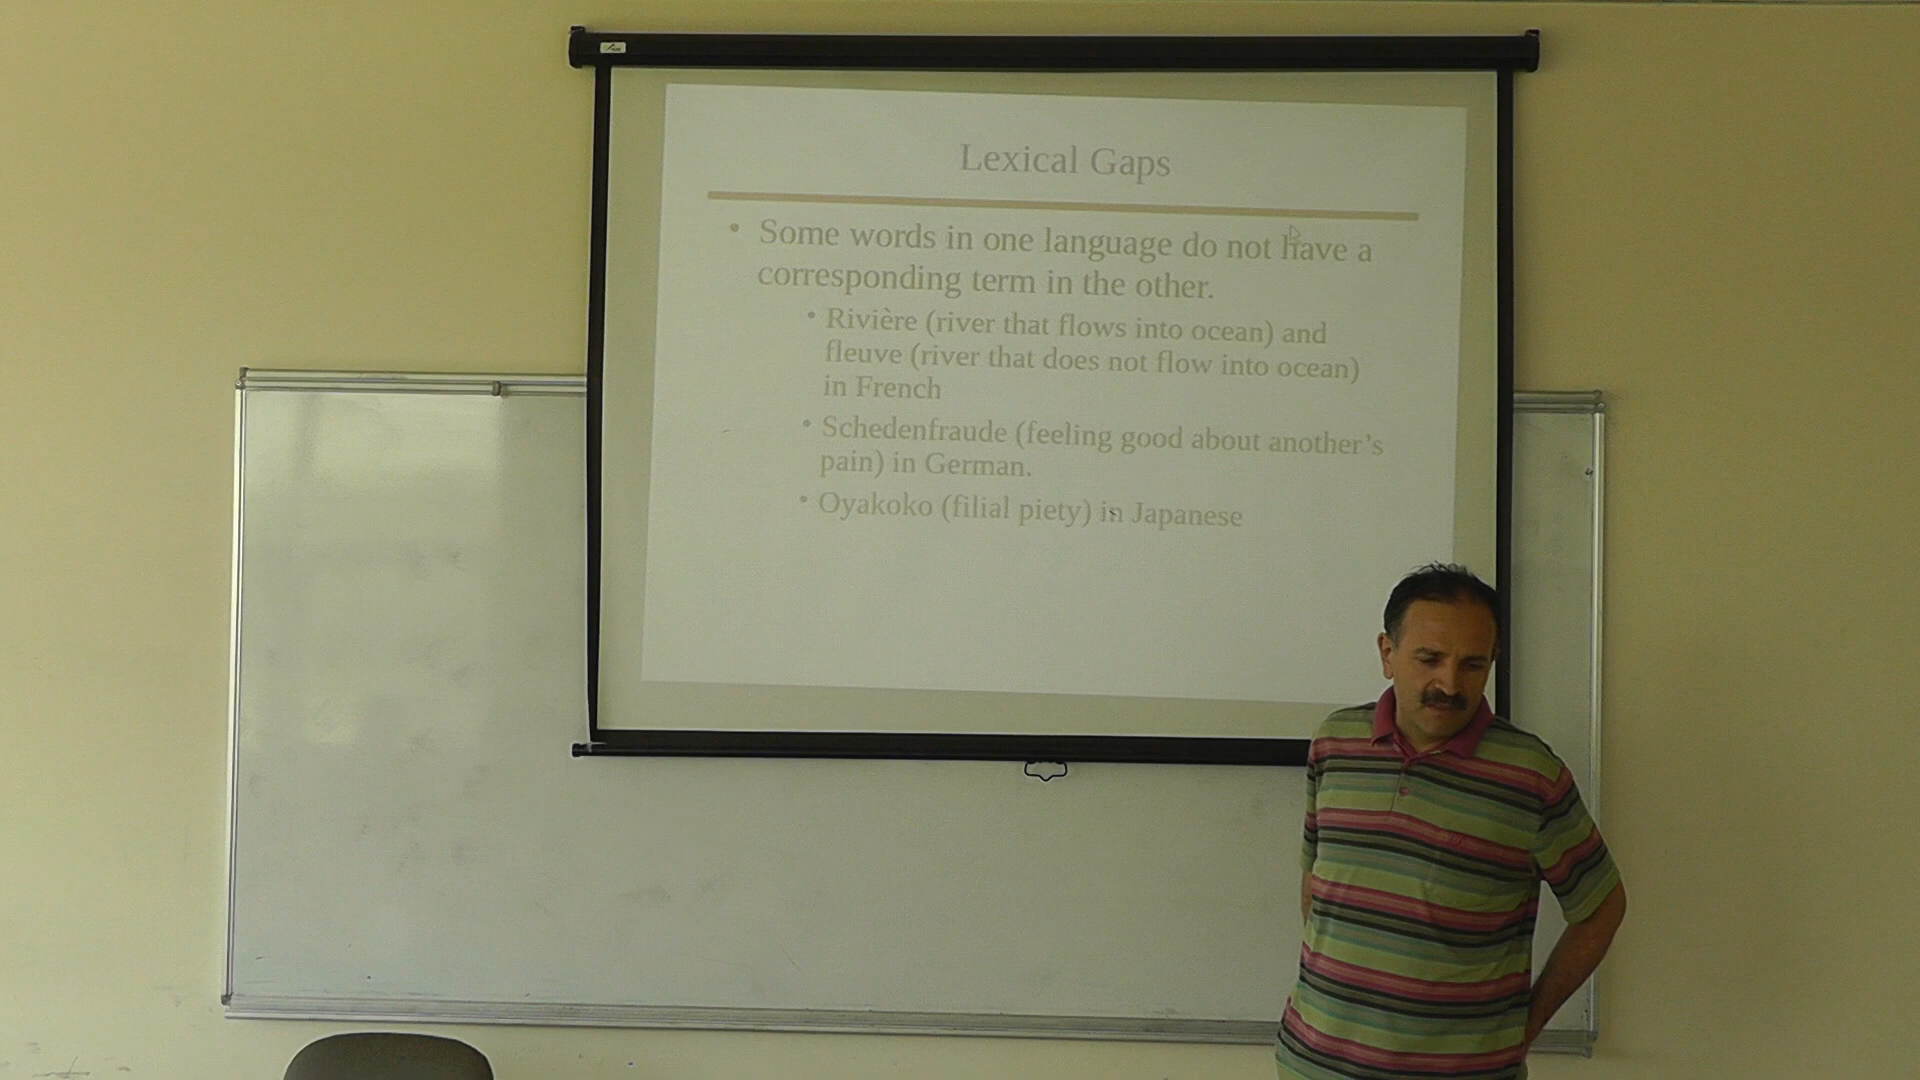 Lexical Gaps
• Some words in one language do not have a
corresponding term in the other.
• Rivière (river that flows into ocean) and
fleuve (river that does not flow into ocean)
in French
• Schedenfraude (feeling good about another's
pain) in German.
• Oyakoko (filial piety) in Japanese